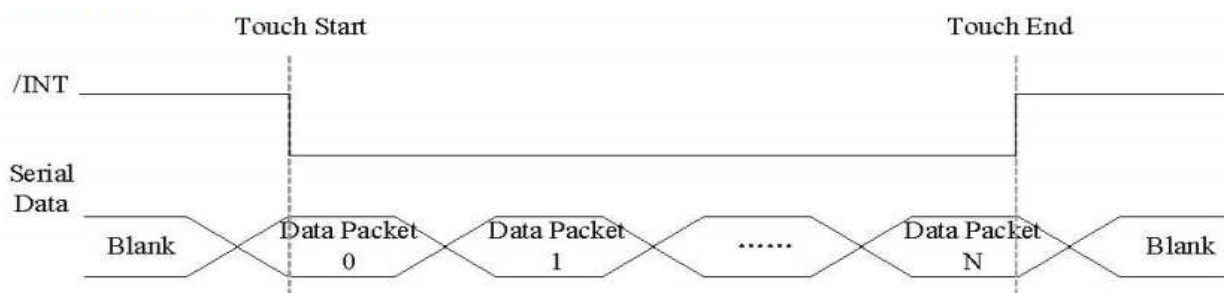 Touch Start
Touch End
/INT
Serial
Data
Blank
Data Packet
0
Data Packet
1
......
Data Packet
N
Blank